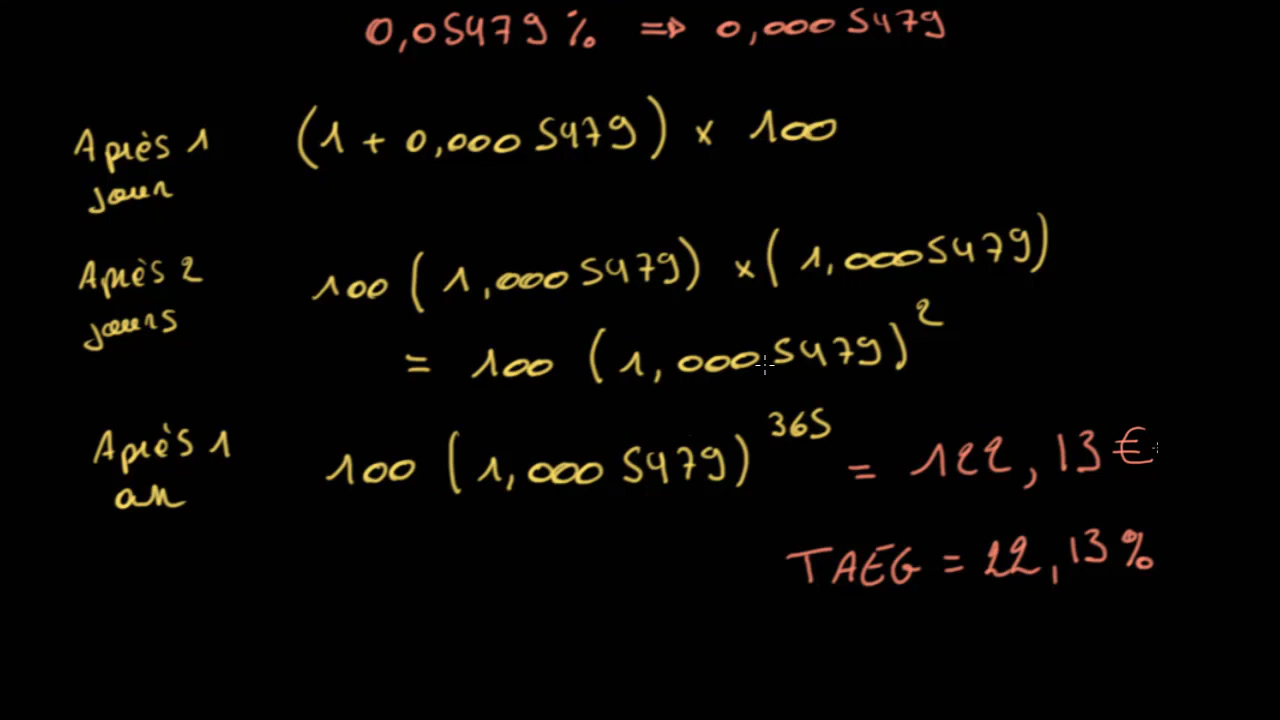 0,05479 % ⇒ 0,0005479
Après 1 jour (1 + 0,0005479) × 100
Après 2 jours 100 (1,0005479) × (1,0005479)
= 100 (1,0005479)²
Après 1 an 100 (1,0005479)³⁶⁵ = 122,13 €
TAEG = 22,13 %